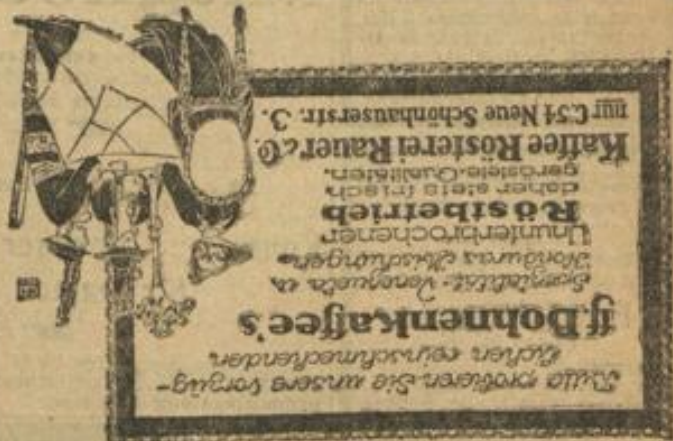 Bitte probieren Sie unsere vorzüg-
lichen reinschmeckenden
ff. Bohnenkaffee's
Spezialität: Venezuela u.
Honduras Mischungen
Ununterbrochener
Röstbetrieb
daher stets frisch
geröstete Qualitäten.
Kaffee Rösterei Rauer & Co.
nur C.54 Neue Schönhauserstr. 3.